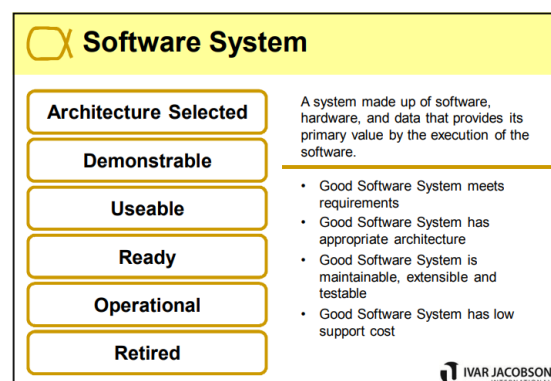 Software System
Architecture Selected
Demonstrable
Useable
Ready
Operational
Retired
A system made up of software,
hardware, and data that provides its
primary value by the execution of the
software.
• Good Software System meets
requirements
• Good Software System has
appropriate architecture
• Good Software System is
maintainable, extensible and
testable
• Good Software System has low
support cost
IVAR JACOBSON
INTERNATIONAL